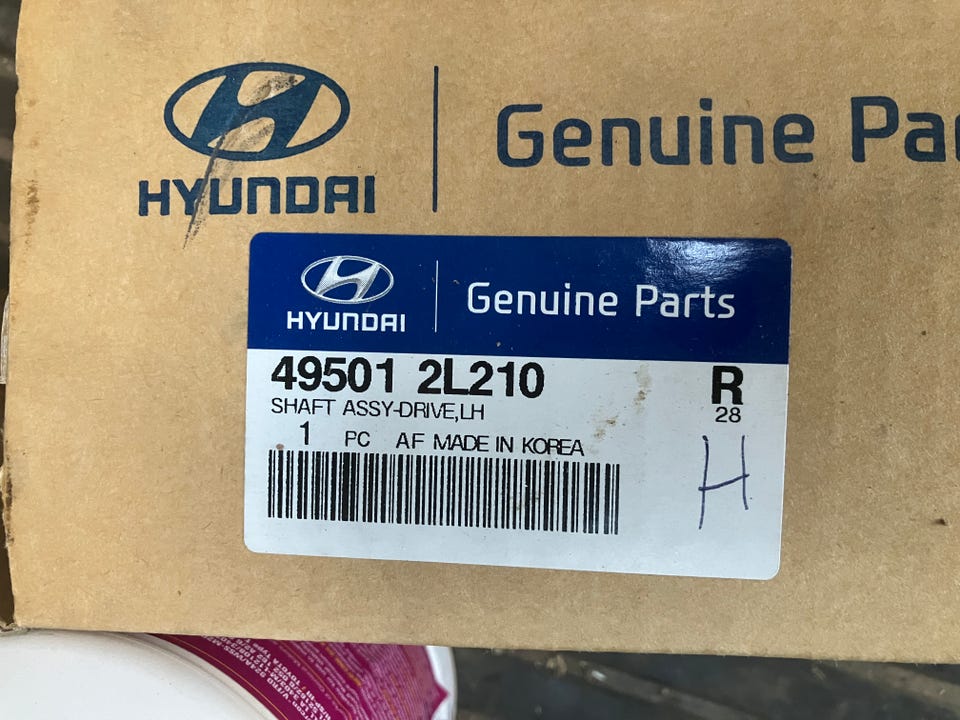 HYUNDAI
Genuine Pa
HYUNDAI
Genuine Parts
49501 2L210 R
SHAFT ASSY-DRIVE,LH 28
1 PC AF MADE IN KOREA
H